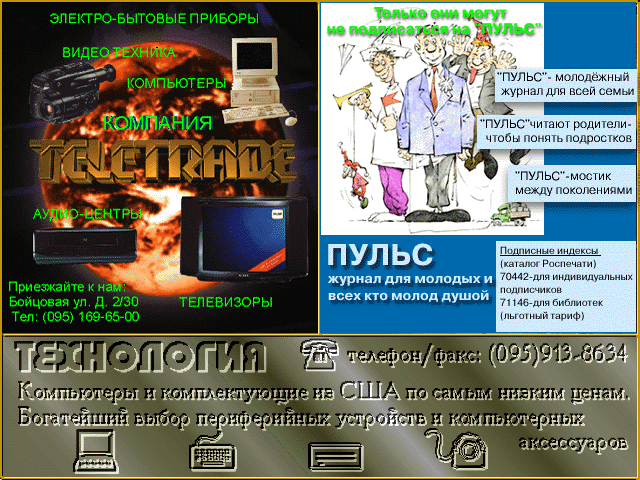 ЭЛЕКТРО-БЫТОВЫЕ ПРИБОРЫ
ВИДЕО ТЕХНИКА
КОМПЬЮТЕРЫ
КОМПАНИЯ
TELETRADE
АУДИО-ЦЕНТРЫ
Приезжайте к нам:
Бойцовая ул. Д. 2/30
Тел: (095) 169-65-00
ТЕЛЕВИЗОРЫ
Только они могут
не подписаться на "ПУЛЬС"
"ПУЛЬС"- молодёжный
журнал для всей семьи
"ПУЛЬС"читают родители-
чтобы понять подростков
"ПУЛЬС"-мостик
между поколениями
ПУЛЬС
журнал для молодых и
всех кто молод душой
Подписные индексы
(каталог Роспечати)
70442-для индивидуальных
подписчиков
71146-для библиотек
(льготный тариф)
ТЕХНОЛОГИЯ
телефон/факс: (095)913-8634
Компьютеры и комплектующие из США по самым низким ценам.
Богатейший выбор периферийных устройств и компьютерных
аксессуаров